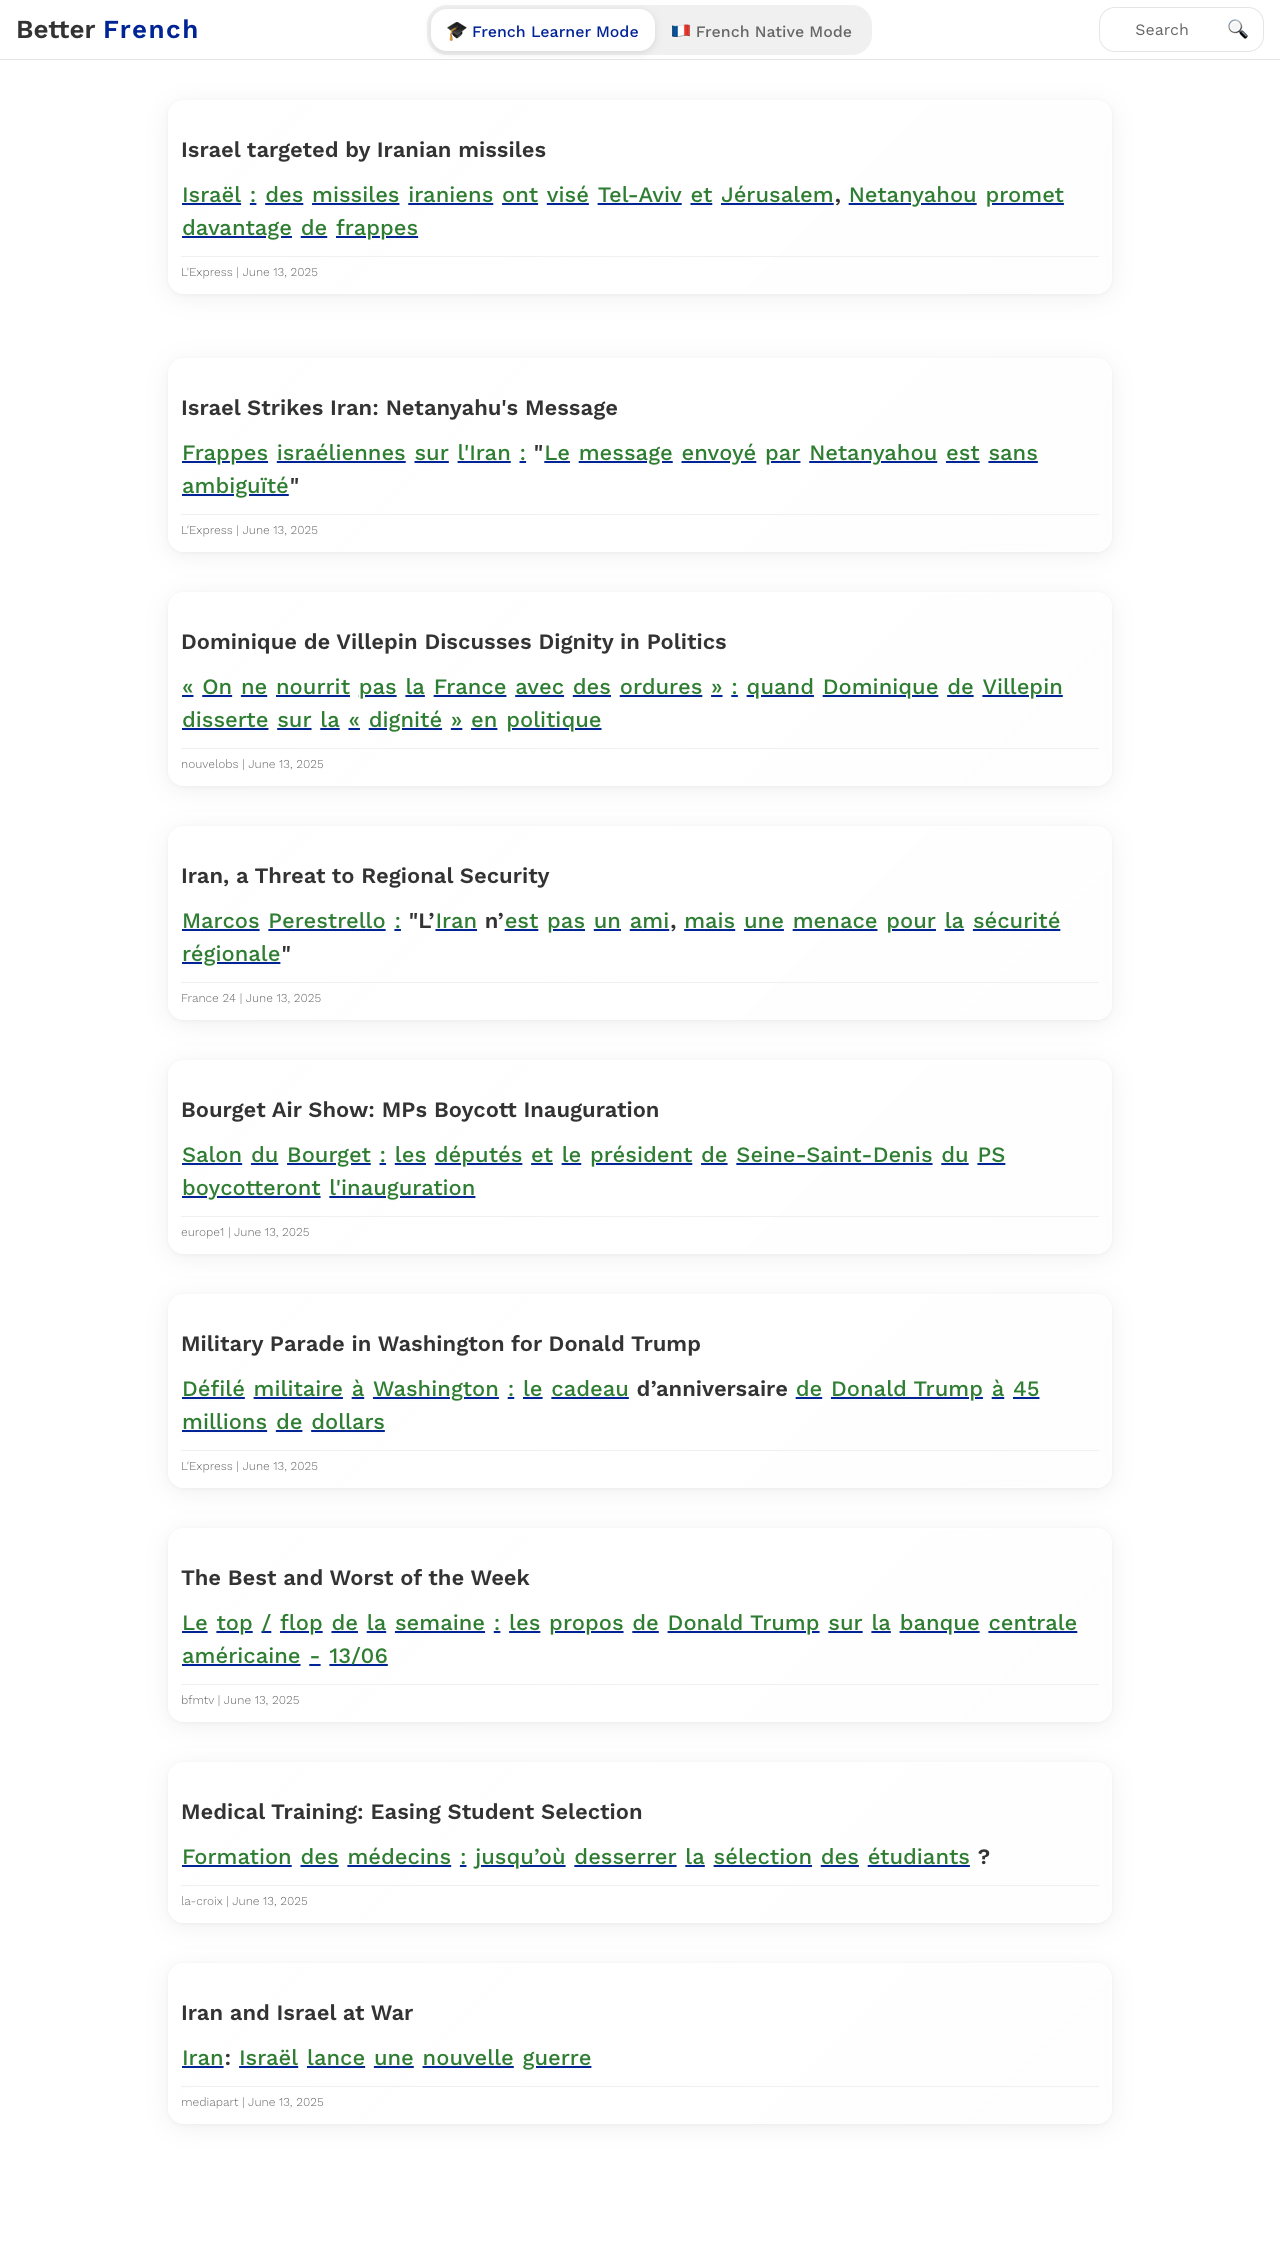 Better French
🎓 French Learner Mode
🇫🇷 French Native Mode
Search 🔍
Israel targeted by Iranian missiles
Israël : des missiles iraniens ont visé Tel-Aviv et Jérusalem, Netanyahou promet
davantage de frappes
L'Express | June 13, 2025
Israel Strikes Iran: Netanyahu's Message
Frappes israéliennes sur l'Iran : "Le message envoyé par Netanyahou est sans
ambiguïté"
L'Express | June 13, 2025
Dominique de Villepin Discusses Dignity in Politics
« On ne nourrit pas la France avec des ordures » : quand Dominique de Villepin
disserte sur la « dignité » en politique
nouvelobs | June 13, 2025
Iran, a Threat to Regional Security
Marcos Perestrello : "L’Iran n’est pas un ami, mais une menace pour la sécurité
régionale"
France 24 | June 13, 2025
Bourget Air Show: MPs Boycott Inauguration
Salon du Bourget : les députés et le président de Seine-Saint-Denis du PS
boycotteront l'inauguration
europe1 | June 13, 2025
Military Parade in Washington for Donald Trump
Défilé militaire à Washington : le cadeau d’anniversaire de Donald Trump à 45
millions de dollars
L'Express | June 13, 2025
The Best and Worst of the Week
Le top / flop de la semaine : les propos de Donald Trump sur la banque centrale
américaine - 13/06
bfmtv | June 13, 2025
Medical Training: Easing Student Selection
Formation des médecins : jusqu’où desserrer la sélection des étudiants ?
la-croix | June 13, 2025
Iran and Israel at War
Iran: Israël lance une nouvelle guerre
mediapart | June 13, 2025